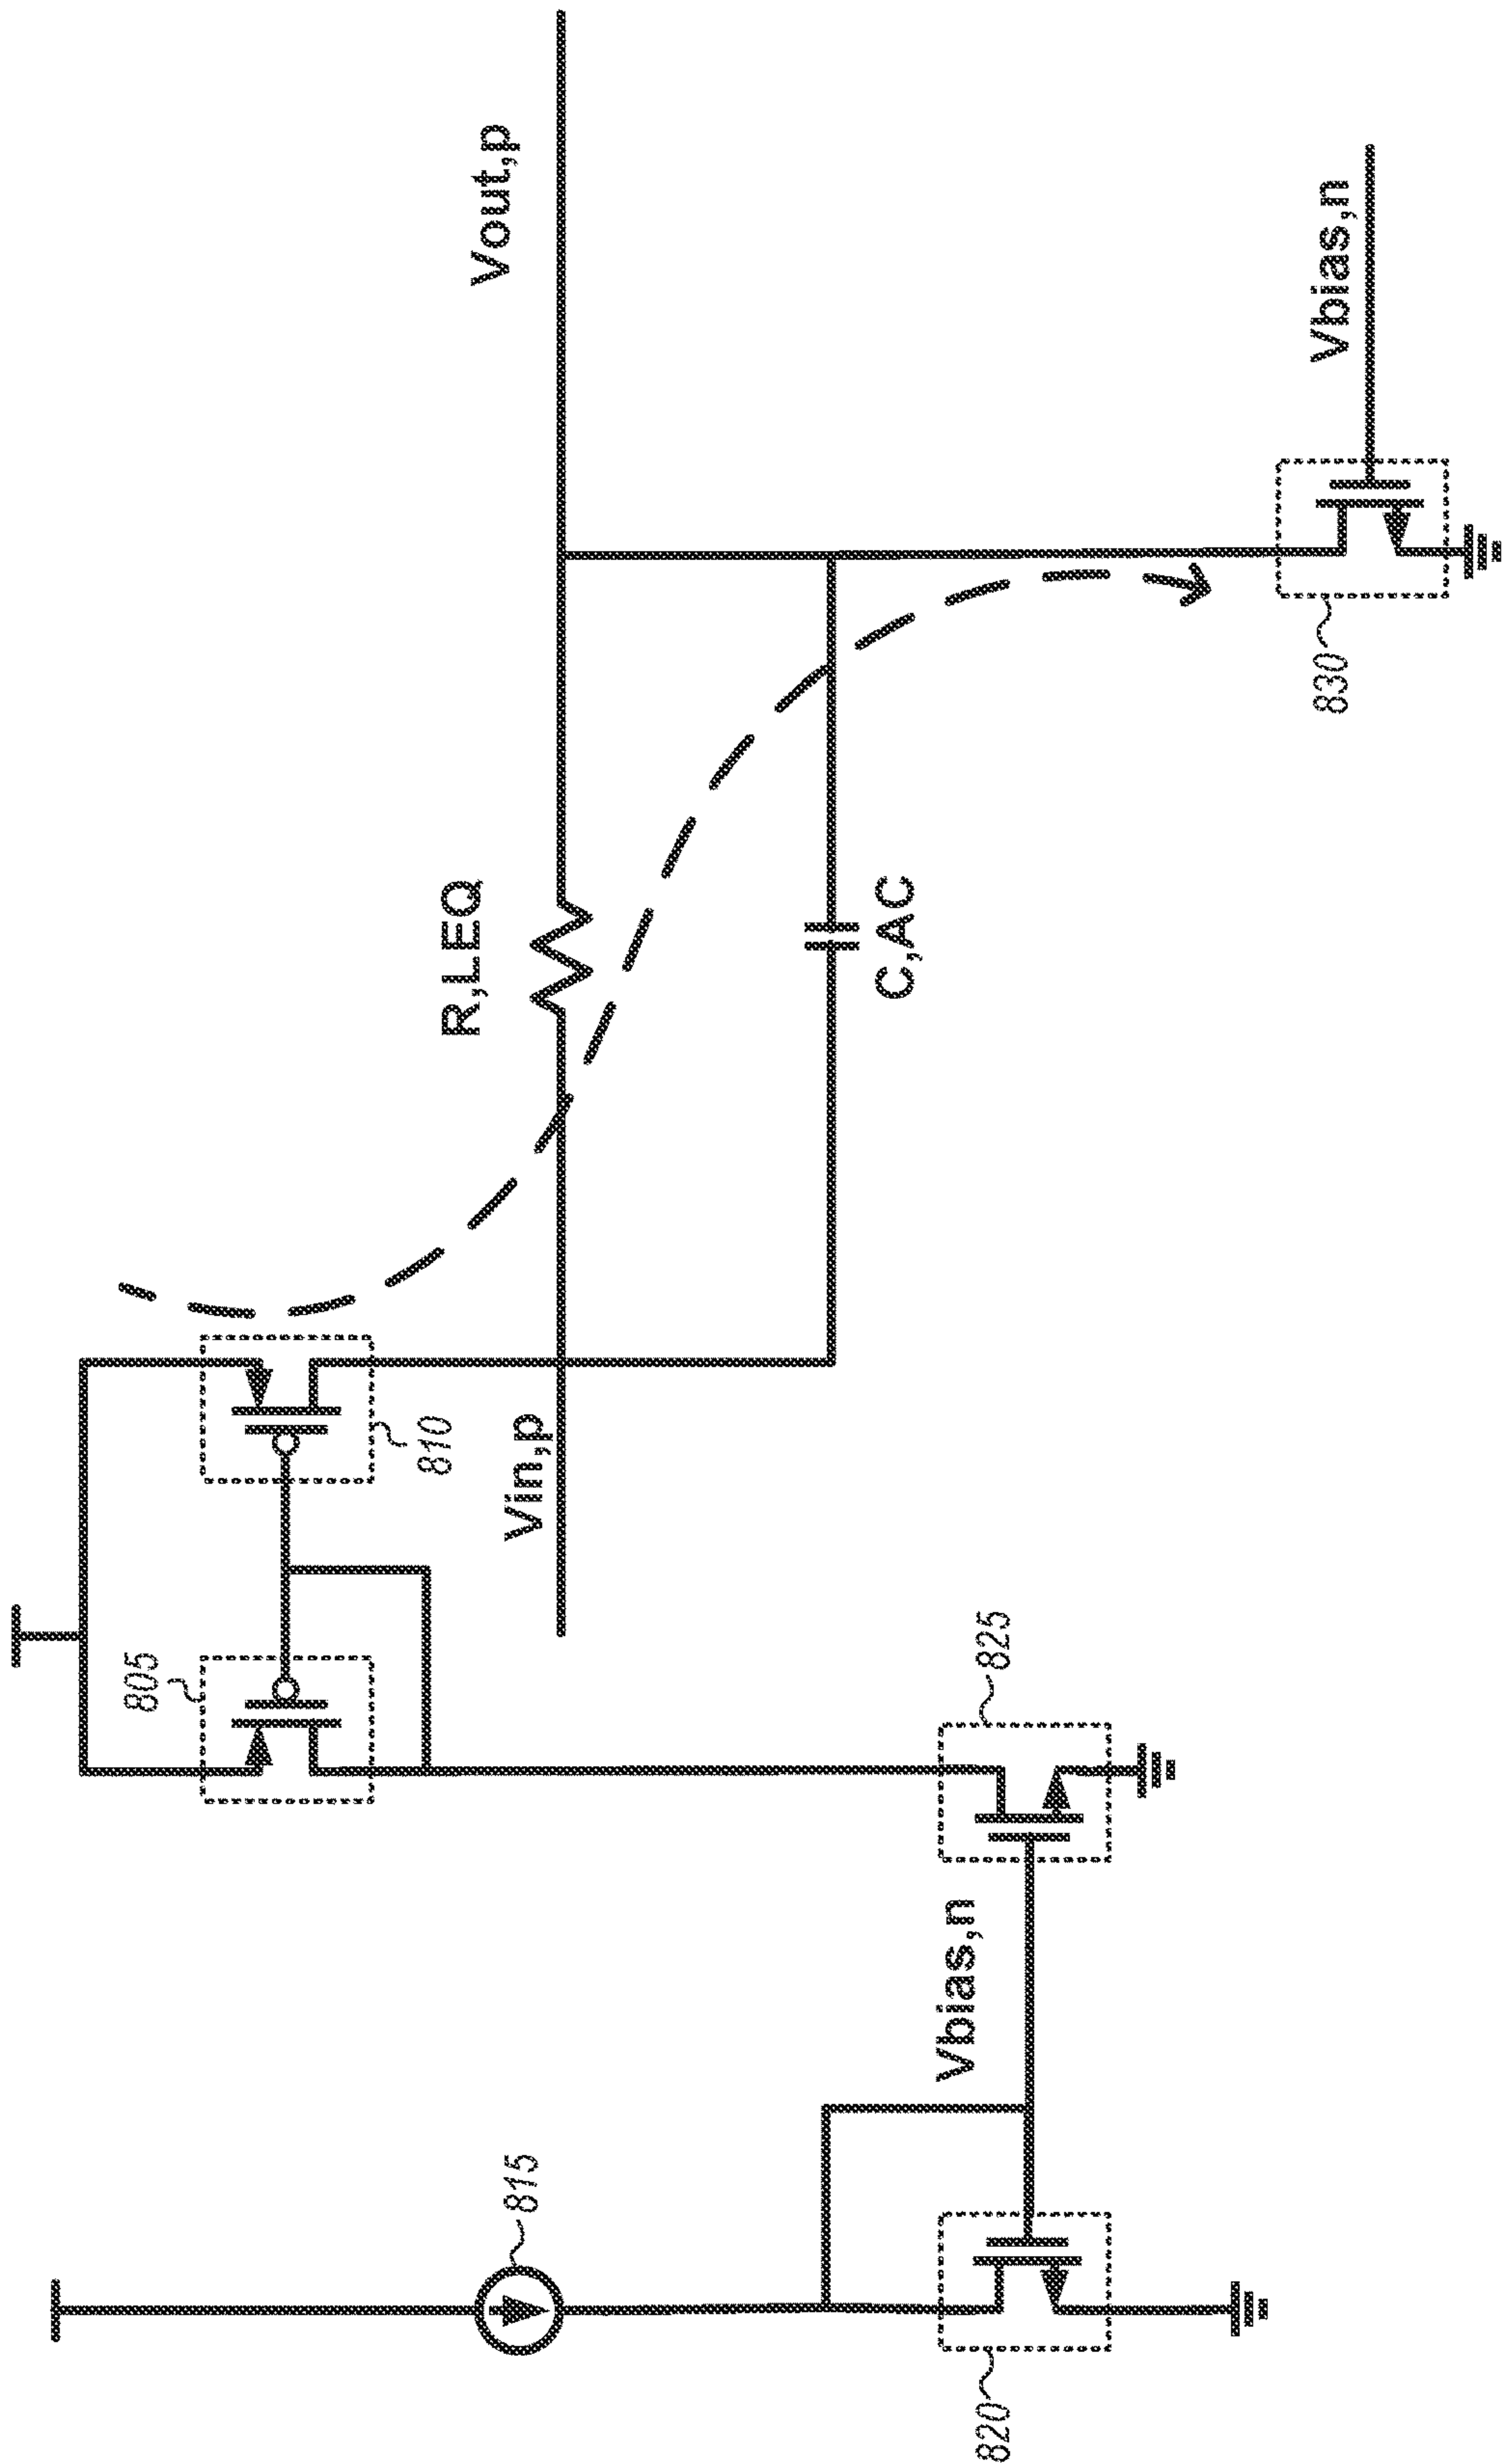 805
810
Vin,p
R,LEQ
Vout,p
C,AC
815
820
Vbias,n
825
830
Vbias,n